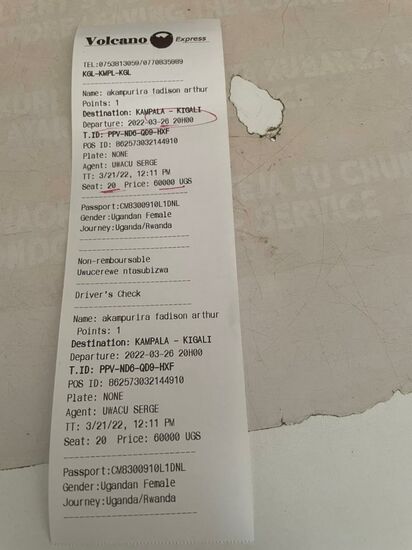 Volcano Express
TEL:0753813050/0770835089
KGL-KMPL-KGL
Name: akampurira fadison arthur
Points: 1
Destination: KAMPALA - KIGALI
Departure: 2022-03-26 20H00
T.ID: PPV-ND6-QD9-HXF
POS ID: 862573032144910
Plate: NONE
Agent: UWACU SERGE
TT: 3/21/22, 12:11 PM
Seat: 20 Price: 60000 UGS
Passport:CM8300910L1DNL
Gender:Ugandan Female
Journey:Uganda/Rwanda
Non-remboursable
Uwucerewe ntasubizwa
Driver's Check
Name: akampurira fadison arthur
Points: 1
Destination: KAMPALA - KIGALI
Departure: 2022-03-26 20H00
T.ID: PPV-ND6-QD9-HXF
POS ID: 862573032144910
Plate: NONE
Agent: UWACU SERGE
TT: 3/21/22, 12:11 PM
Seat: 20 Price: 60000 UGS
Passport:CM8300910L1DNL
Gender:Ugandan Female
Journey:Uganda/Rwanda